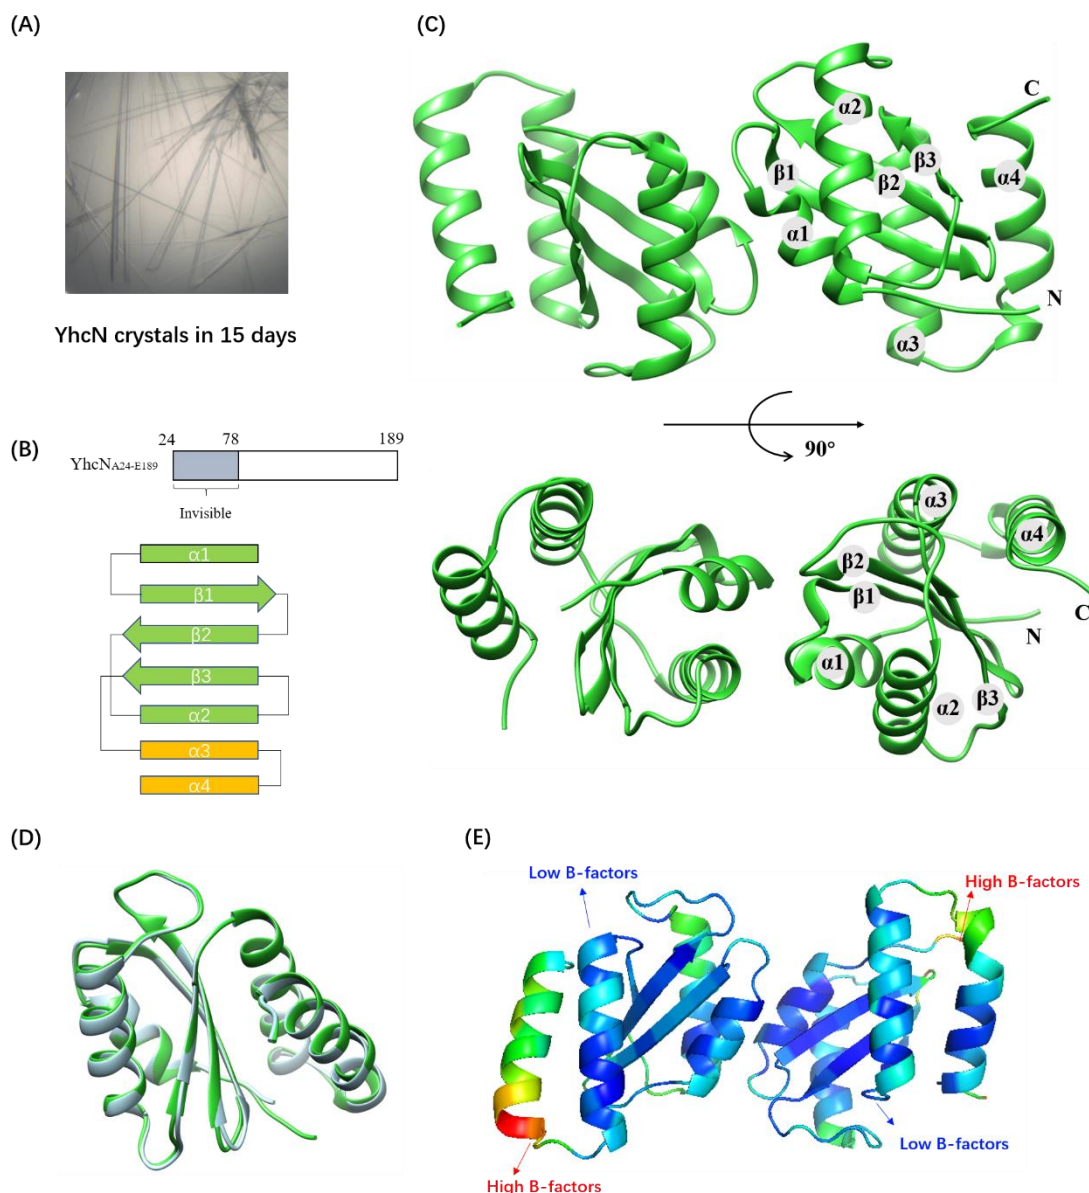 (A)
YhcN crystals in 15 days
(B)
24 78 189
YhcNA24-E189
Invisible
α1
β1
β2
β3
α2
α3
α4
(C)
α2
C
β1
β2
β3
α4
α1
N
α3
90°
α3
α4
β2
β1
C
N
α1
α2
β3
(D)
(E)
Low B-factors
High B-factors
Low B-factors
High B-factors